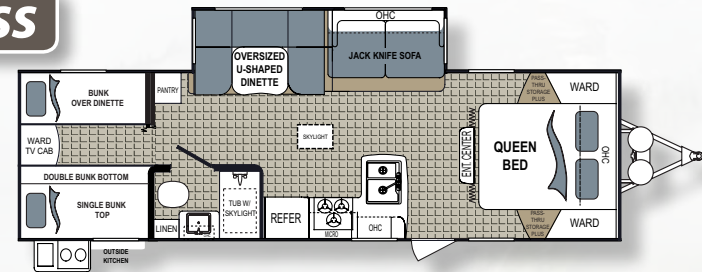 SS
OHC
BUNK
OVER DINETTE
PANTRY
OVERSIZED
U-SHAPED
DINETTE
JACK KNIFE SOFA
PASS-
THRU
STORAGE
PLUS
WARD
WARD
TV CAB
SKYLIGHT
ENT. CENTER
QUEEN
BED
OHC
DOUBLE BUNK BOTTOM
SINGLE BUNK
TOP
LINEN
TUB W/
SKYLIGHT
REFER
MICRO
OHC
PASS-
THRU
STORAGE
PLUS
WARD
OUTSIDE
KITCHEN